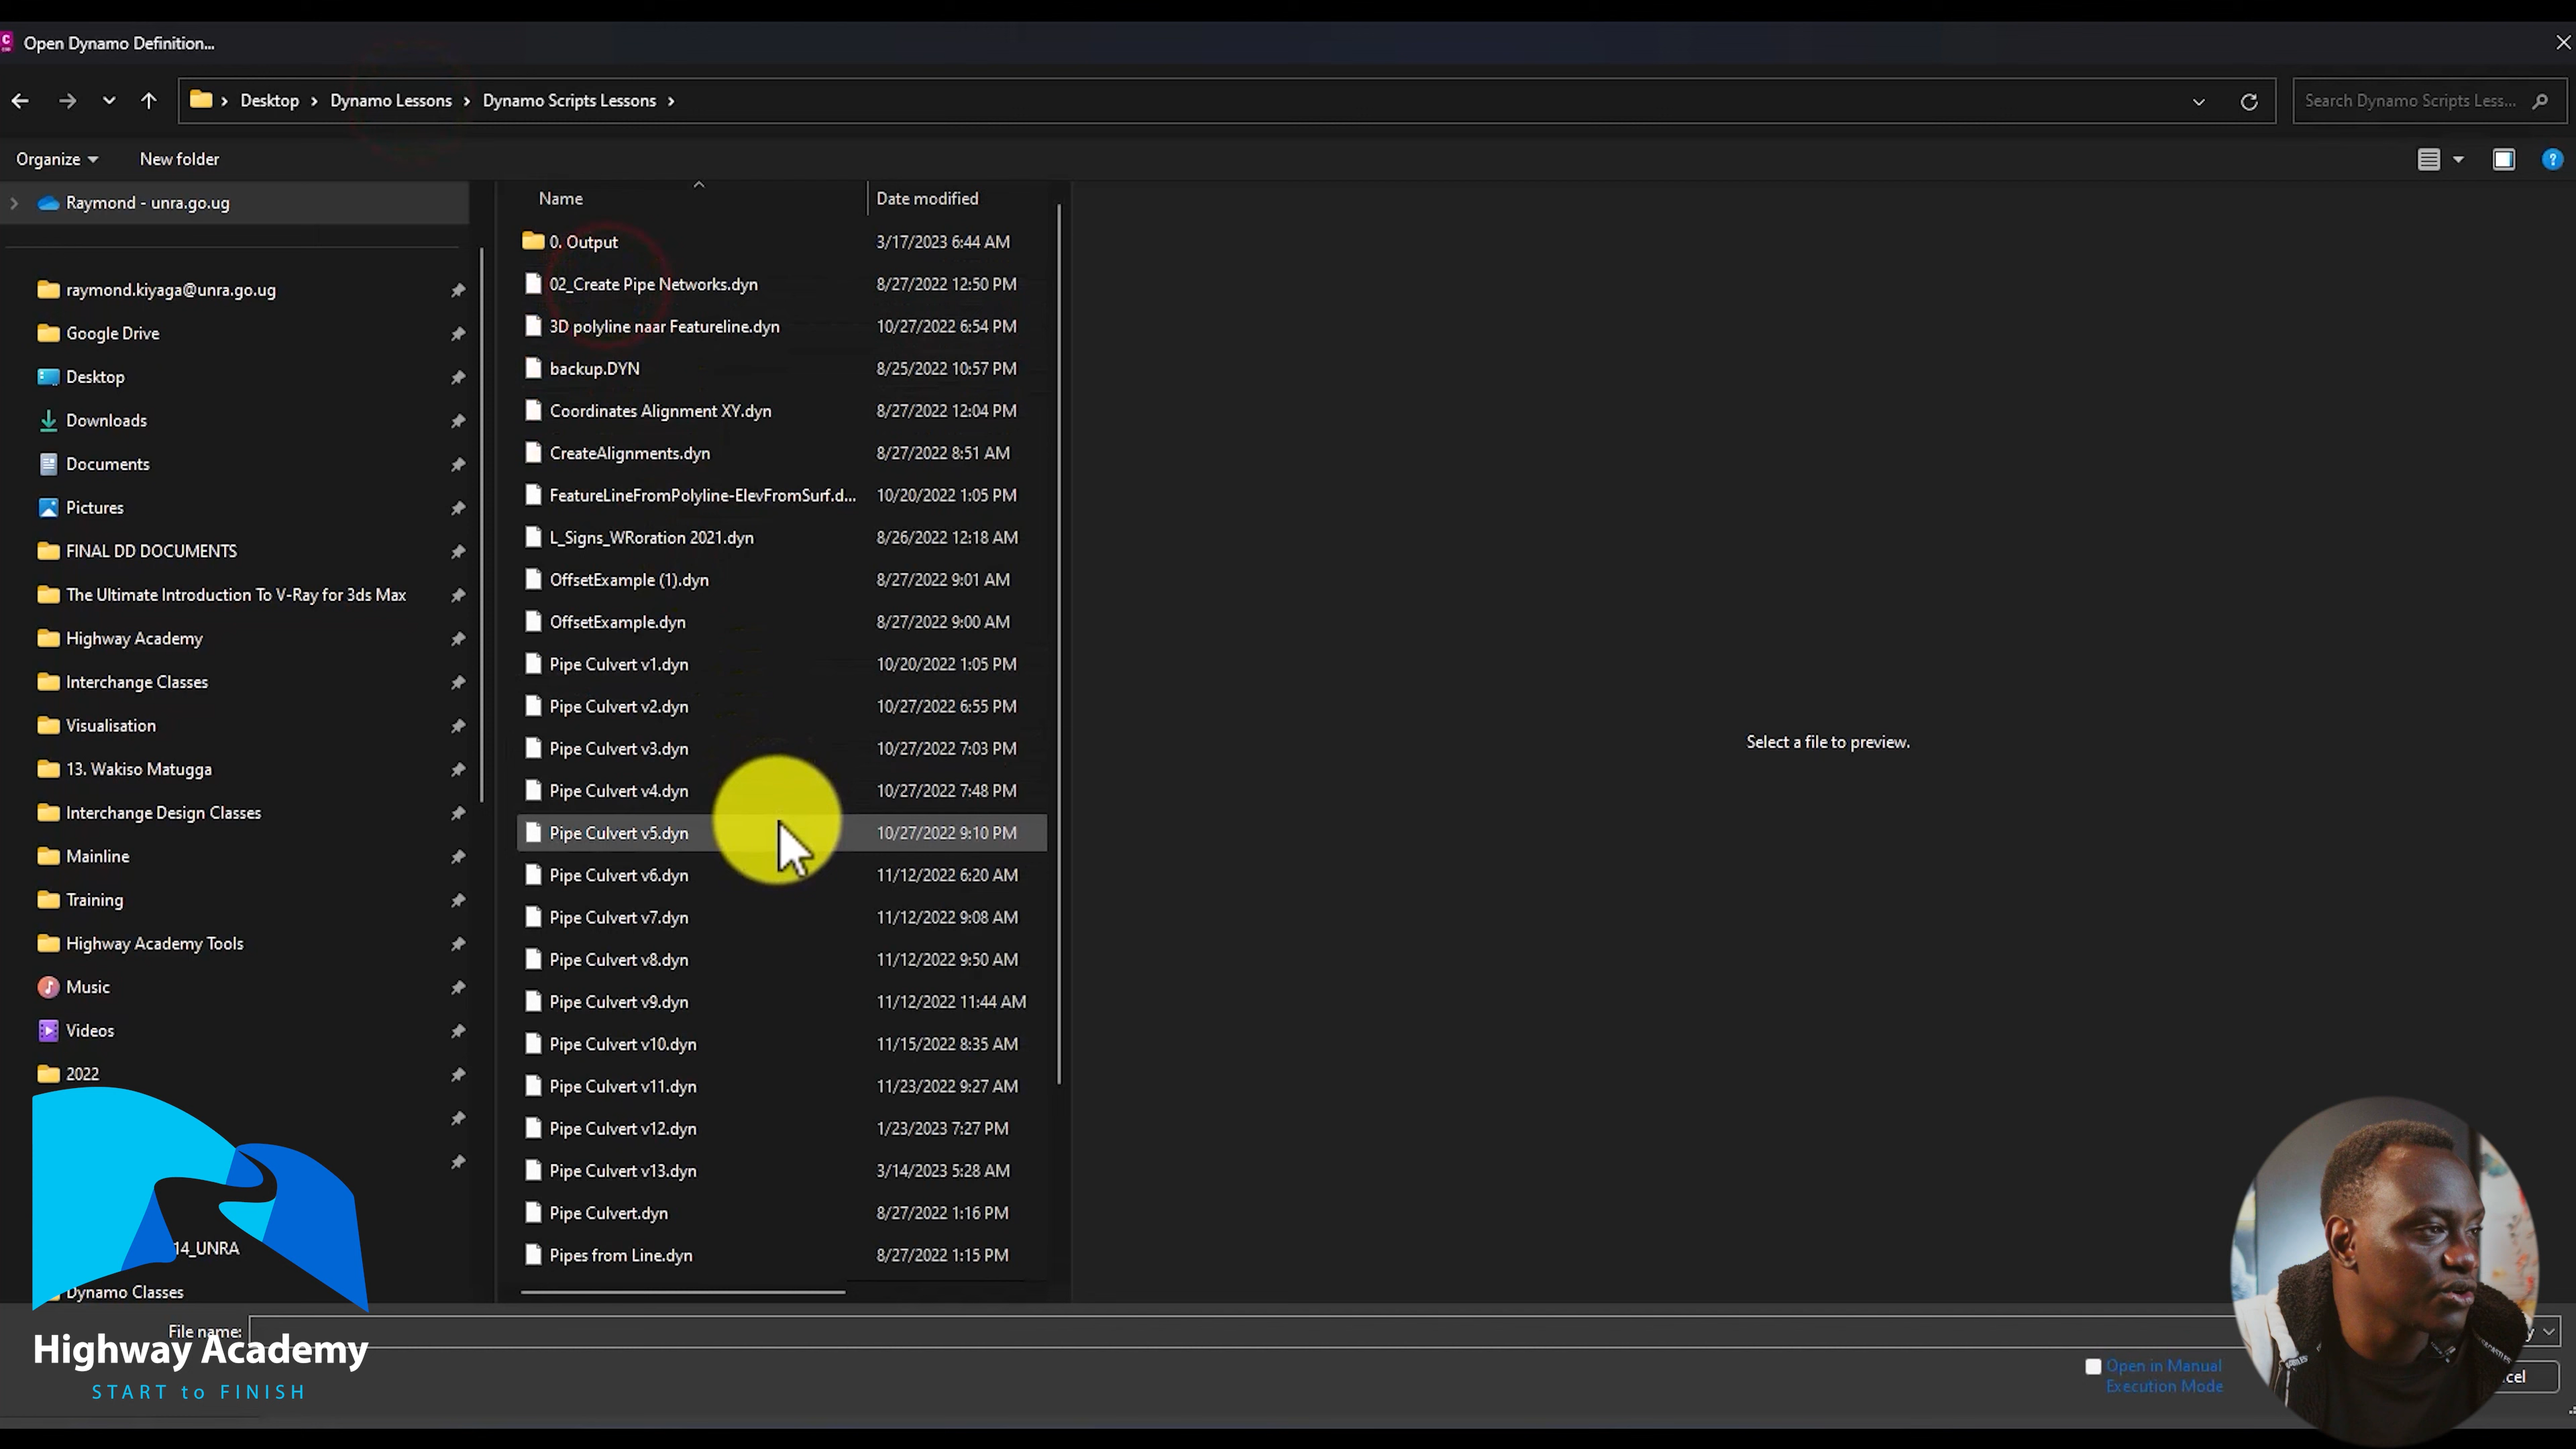 Open Dynamo Definition...
Desktop > Dynamo Lessons > Dynamo Scripts Lessons >
Search Dynamo Scripts Less...
Organize
New folder
Raymond - unra.go.ug
raymond.kiyaga@unra.go.ug
Google Drive
Desktop
Downloads
Documents
Pictures
FINAL DD DOCUMENTS
The Ultimate Introduction To V-Ray for 3ds Max
Highway Academy
Interchange Classes
Visualisation
13. Wakiso Matugga
Interchange Design Classes
Mainline
Training
Highway Academy Tools
Music
Videos
2022
14_UNRA
Dynamo Classes
Name Date modified
0. Output 3/17/2023 6:44 AM
02_Create Pipe Networks.dyn 8/27/2022 12:50 PM
3D polyline naar Featureline.dyn 10/27/2022 6:54 PM
backup.DYN 8/25/2022 10:57 PM
Coordinates Alignment XY.dyn 8/27/2022 12:04 PM
CreateAlignments.dyn 8/27/2022 8:51 AM
FeatureLineFromPolyline-ElevFromSurf.d... 10/20/2022 1:05 PM
L_Signs_WRoration 2021.dyn 8/26/2022 12:18 AM
OffsetExample (1).dyn 8/27/2022 9:01 AM
OffsetExample.dyn 8/27/2022 9:00 AM
Pipe Culvert v1.dyn 10/20/2022 1:05 PM
Pipe Culvert v2.dyn 10/27/2022 6:55 PM
Pipe Culvert v3.dyn 10/27/2022 7:03 PM
Pipe Culvert v4.dyn 10/27/2022 7:48 PM
Pipe Culvert v5.dyn 10/27/2022 9:10 PM
Pipe Culvert v6.dyn 11/12/2022 6:20 AM
Pipe Culvert v7.dyn 11/12/2022 9:08 AM
Pipe Culvert v8.dyn 11/12/2022 9:50 AM
Pipe Culvert v9.dyn 11/12/2022 11:44 AM
Pipe Culvert v10.dyn 11/15/2022 8:35 AM
Pipe Culvert v11.dyn 11/23/2022 9:27 AM
Pipe Culvert v12.dyn 1/23/2023 7:27 PM
Pipe Culvert v13.dyn 3/14/2023 5:28 AM
Pipe Culvert.dyn 8/27/2022 1:16 PM
Pipes from Line.dyn 8/27/2022 1:15 PM
Select a file to preview.
File name:
Open in Manual
Execution Mode
Highway Academy
START to FINISH